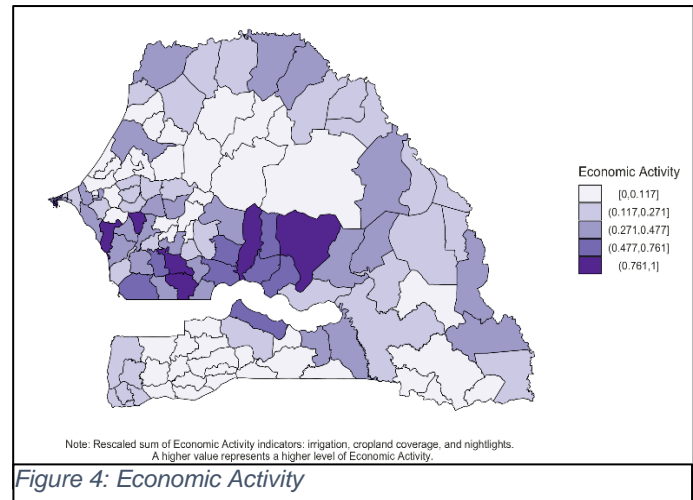 Economic Activity
[0,0.117]
(0.117,0.271]
(0.271,0.477]
(0.477,0.761]
(0.761,1]
Note: Rescaled sum of Economic Activity indicators: irrigation, cropland coverage, and nightlights.
A higher value represents a higher level of Economic Activity.
Figure 4: Economic Activity